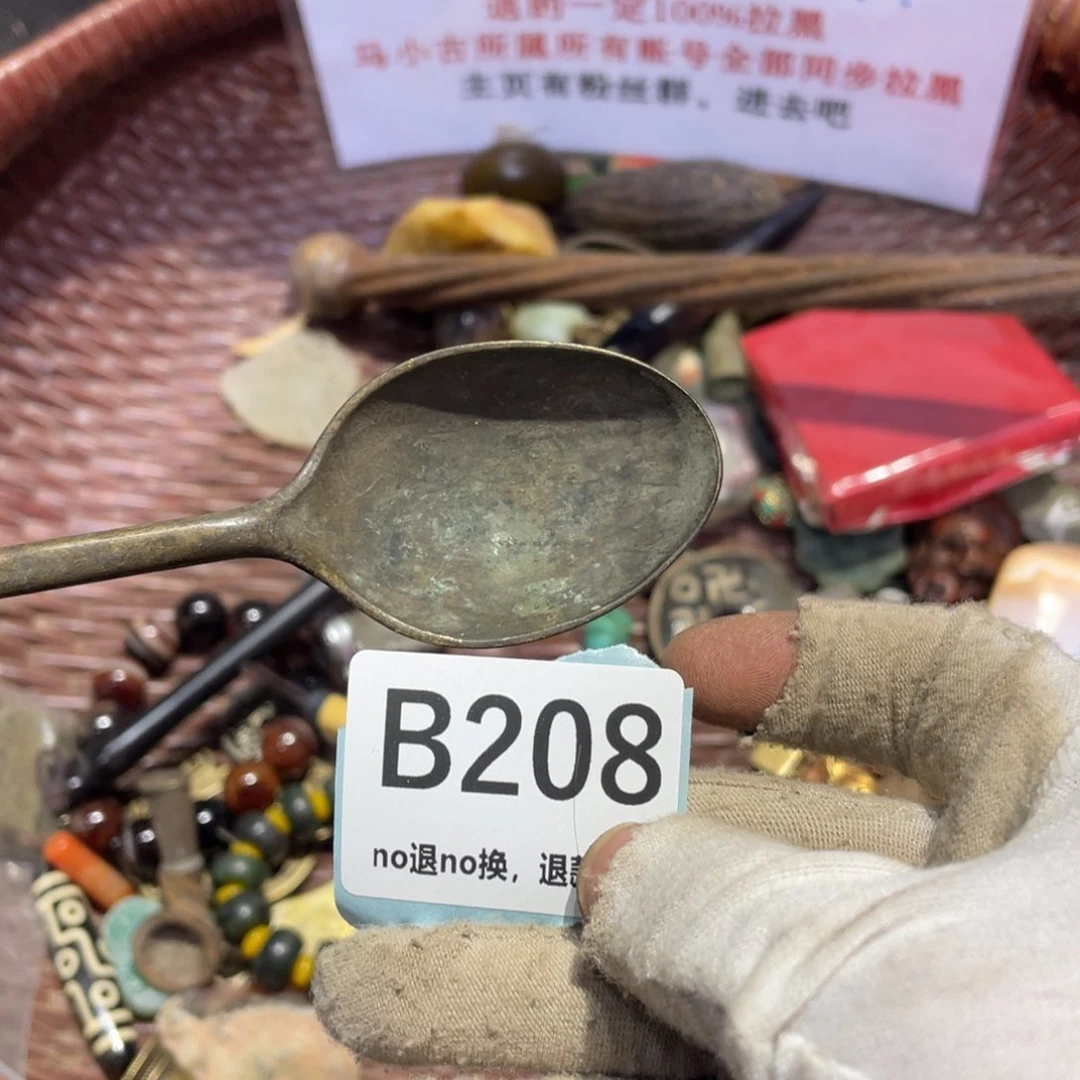 退的一定100%拉黑
马小古所属所有账号全部同步拉黑
主页有粉丝群，进去吧
B208
no退no换，退